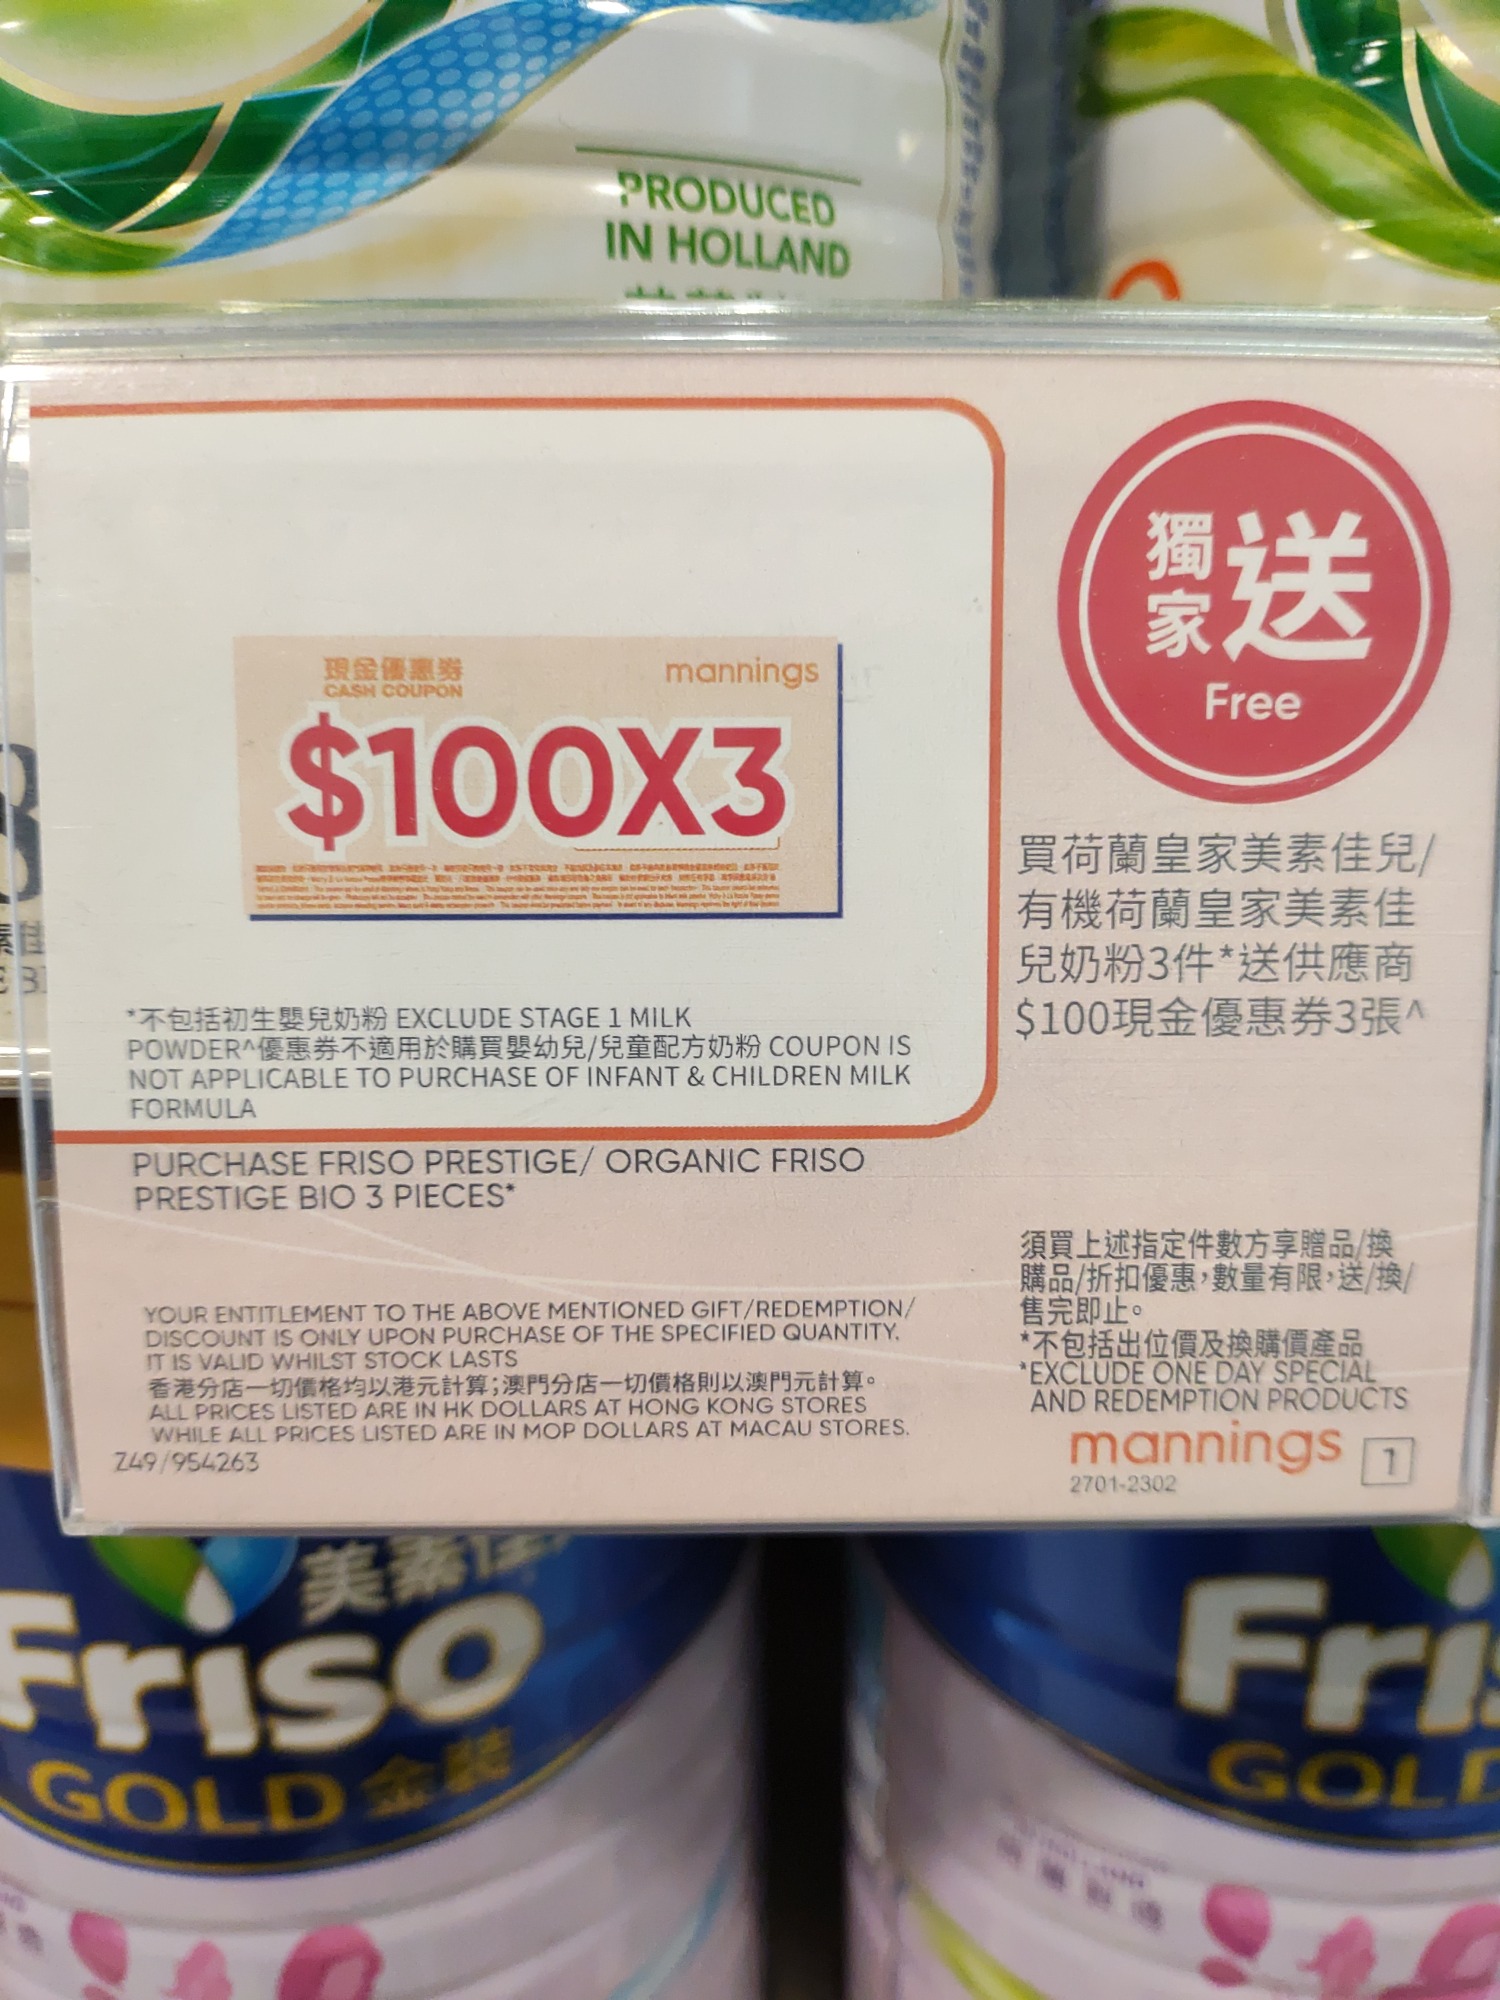 PRODUCED
IN HOLLAND
獨家送
Free
現金優惠券
CASH COUPON
mannings
$100X3
買荷蘭皇家美素佳兒/
有機荷蘭皇家美素佳
兒奶粉3件*送供應商
$100現金優惠券3張^
*不包括初生嬰兒奶粉 EXCLUDE STAGE 1 MILK
POWDER^優惠券不適用於購買嬰幼兒/兒童配方奶粉 COUPON IS
NOT APPLICABLE TO PURCHASE OF INFANT & CHILDREN MILK
FORMULA
PURCHASE FRISO PRESTIGE/ ORGANIC FRISO
PRESTIGE BIO 3 PIECES*
YOUR ENTITLEMENT TO THE ABOVE MENTIONED GIFT/REDEMPTION/
DISCOUNT IS ONLY UPON PURCHASE OF THE SPECIFIED QUANTITY.
IT IS VALID WHILST STOCK LASTS
香港分店一切價格均以港元計算;澳門分店一切價格則以澳門元計算。
ALL PRICES LISTED ARE IN HK DOLLARS AT HONG KONG STORES
WHILE ALL PRICES LISTED ARE IN MOP DOLLARS AT MACAU STORES.
Z49/954263
須買上述指定件數方享贈品/換
購品/折扣優惠,數量有限,送/換/
售完即止。
*不包括出位價及換購價產品
*EXCLUDE ONE DAY SPECIAL
AND REDEMPTION PRODUCTS
mannings
2701-2302
1
美素佳
Friso
GOLD 金裝
Fris
GOLD